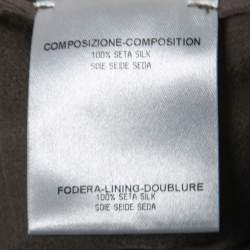 COMPOSIZIONE-COMPOSITION
100% SETA SILK
SOIE SEIDE SEDA
FODERA-LINING-DOUBLURE
100% SETA SILK
SOIE SEIDE SEDA